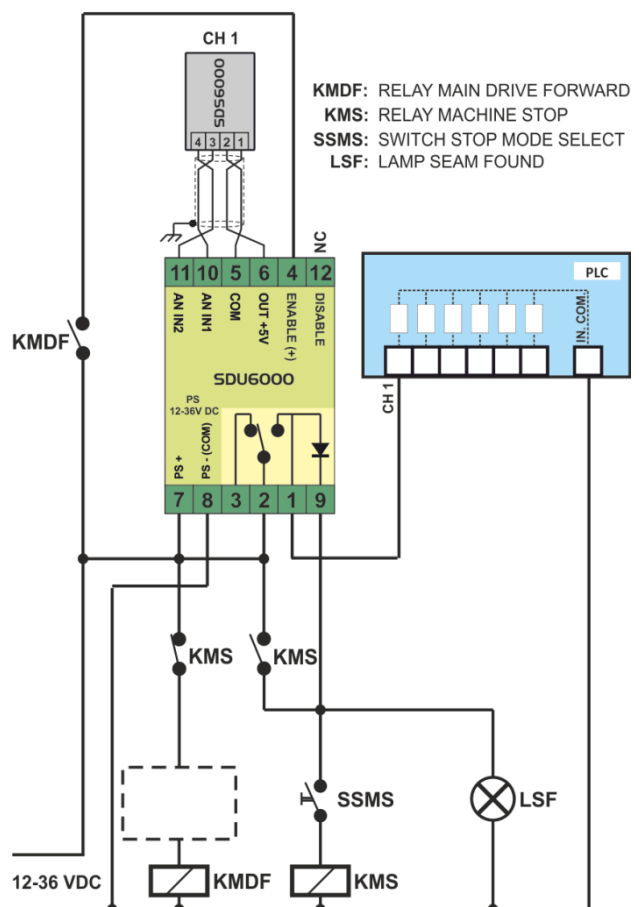 CH 1
SDS6000
4 3 2 1
KMDF: RELAY MAIN DRIVE FORWARD
KMS: RELAY MACHINE STOP
SSMS: SWITCH STOP MODE SELECT
LSF: LAMP SEAM FOUND
NC
11 10 5 6 4 12
AN IN2
AN IN1
COM
OUT +5V
ENABLE (+)
DISABLE
SDU6000
PS
12-36V DC
PS +
PS - (COM)
7 8 3 2 1 9
PLC
IN. COM.
CH 1
KMDF
KMS
KMS
SSMS
LSF
12-36 VDC
KMDF
KMS